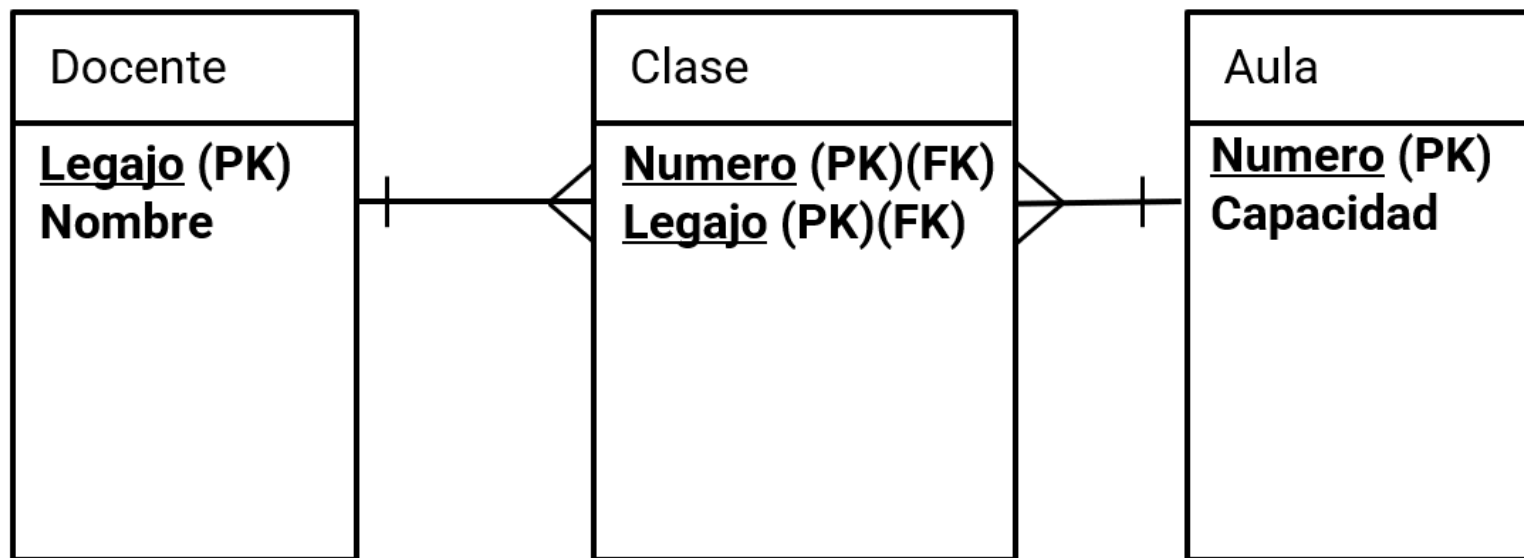 Docente
Legajo (PK)
Nombre
Clase
Numero (PK)(FK)
Legajo (PK)(FK)
Aula
Numero (PK)
Capacidad